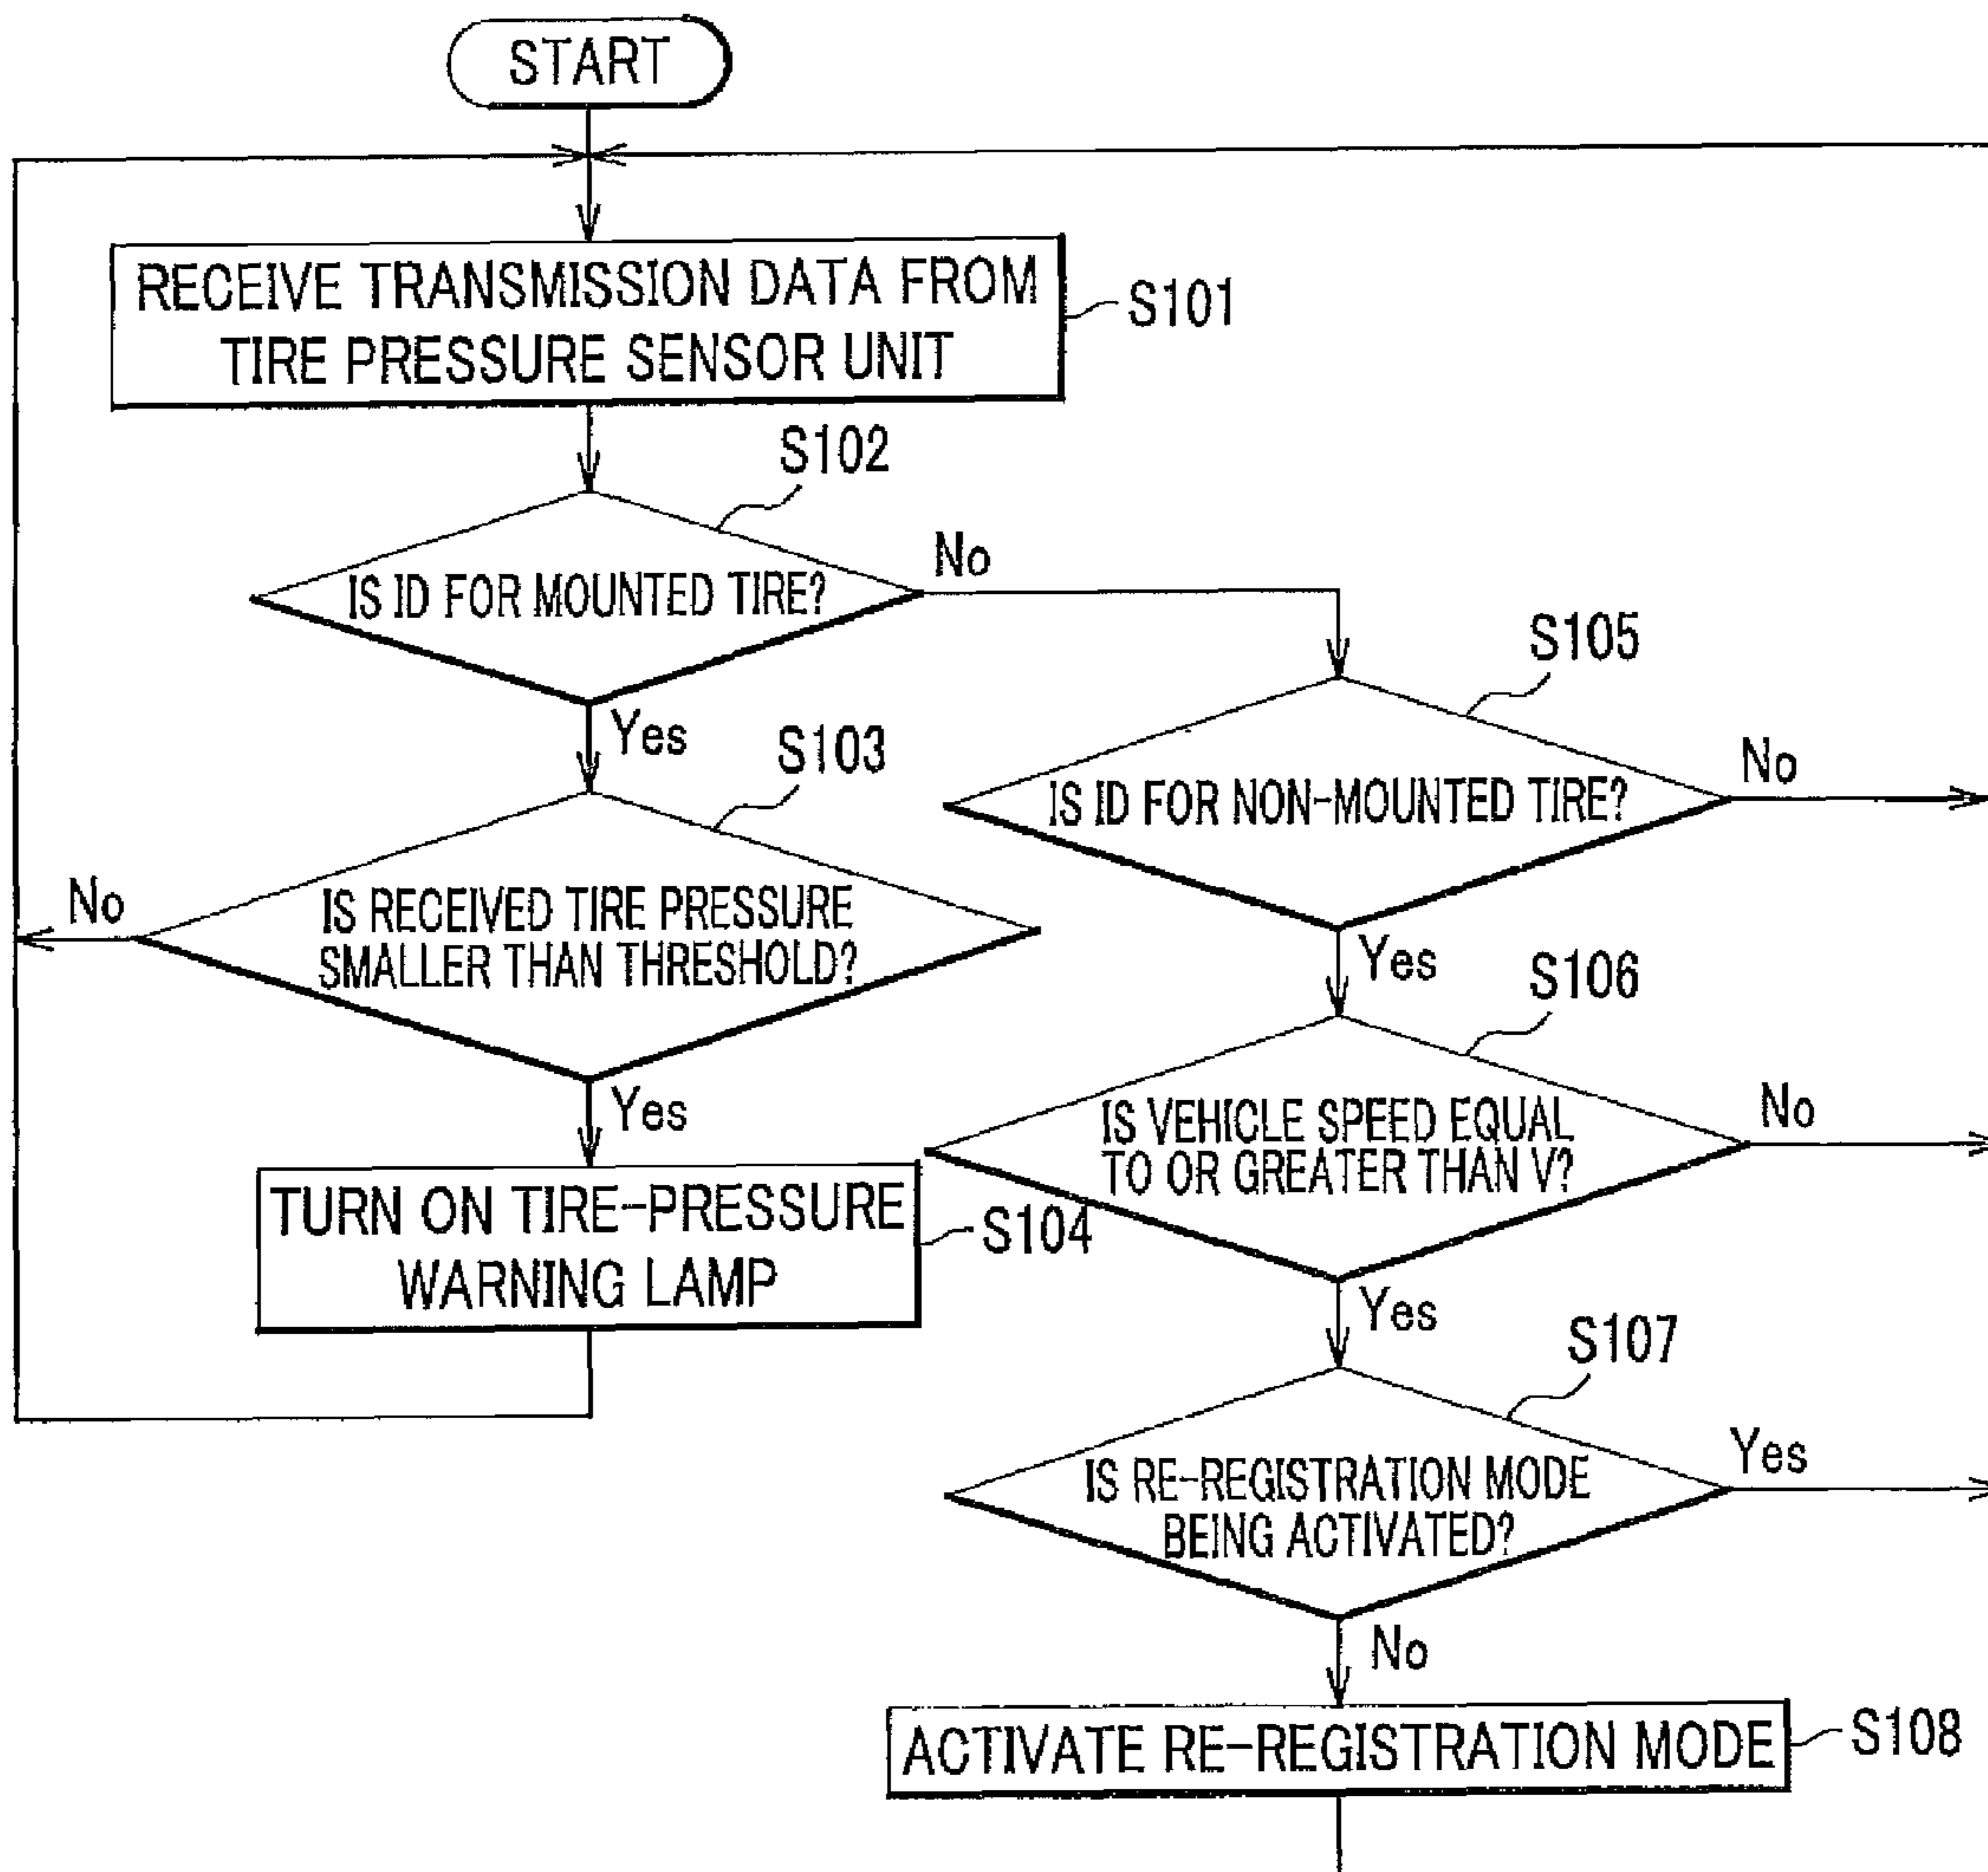 START
RECEIVE TRANSMISSION DATA FROM
TIRE PRESSURE SENSOR UNIT
S101
S102
IS ID FOR MOUNTED TIRE?
No
Yes
S103
IS RECEIVED TIRE PRESSURE
SMALLER THAN THRESHOLD?
No
Yes
TURN ON TIRE-PRESSURE
WARNING LAMP
S104
S105
IS ID FOR NON-MOUNTED TIRE?
No
Yes
S106
IS VEHICLE SPEED EQUAL
TO OR GREATER THAN V?
No
Yes
S107
IS RE-REGISTRATION MODE
BEING ACTIVATED?
Yes
No
ACTIVATE RE-REGISTRATION MODE
S108